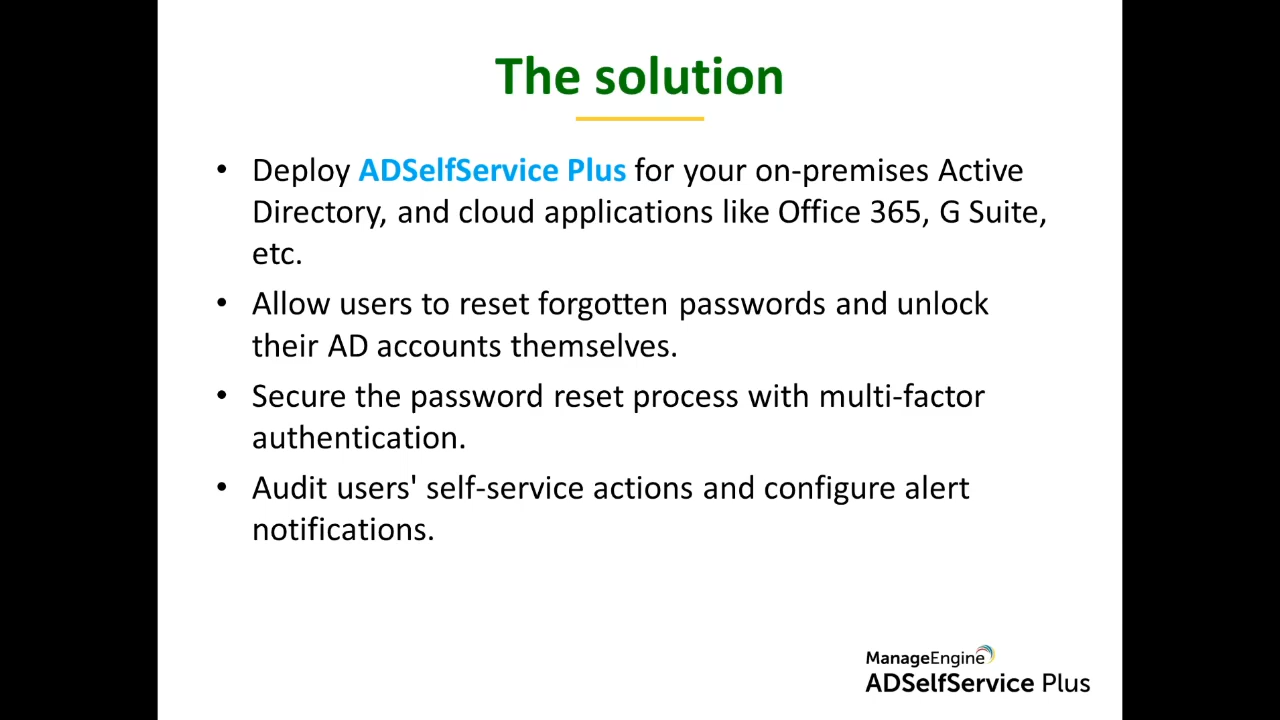 The solution
• Deploy ADSelfService Plus for your on-premises Active
Directory, and cloud applications like Office 365, G Suite,
etc.
• Allow users to reset forgotten passwords and unlock
their AD accounts themselves.
• Secure the password reset process with multi-factor
authentication.
• Audit users' self-service actions and configure alert
notifications.
ManageEngine
ADSelfService Plus